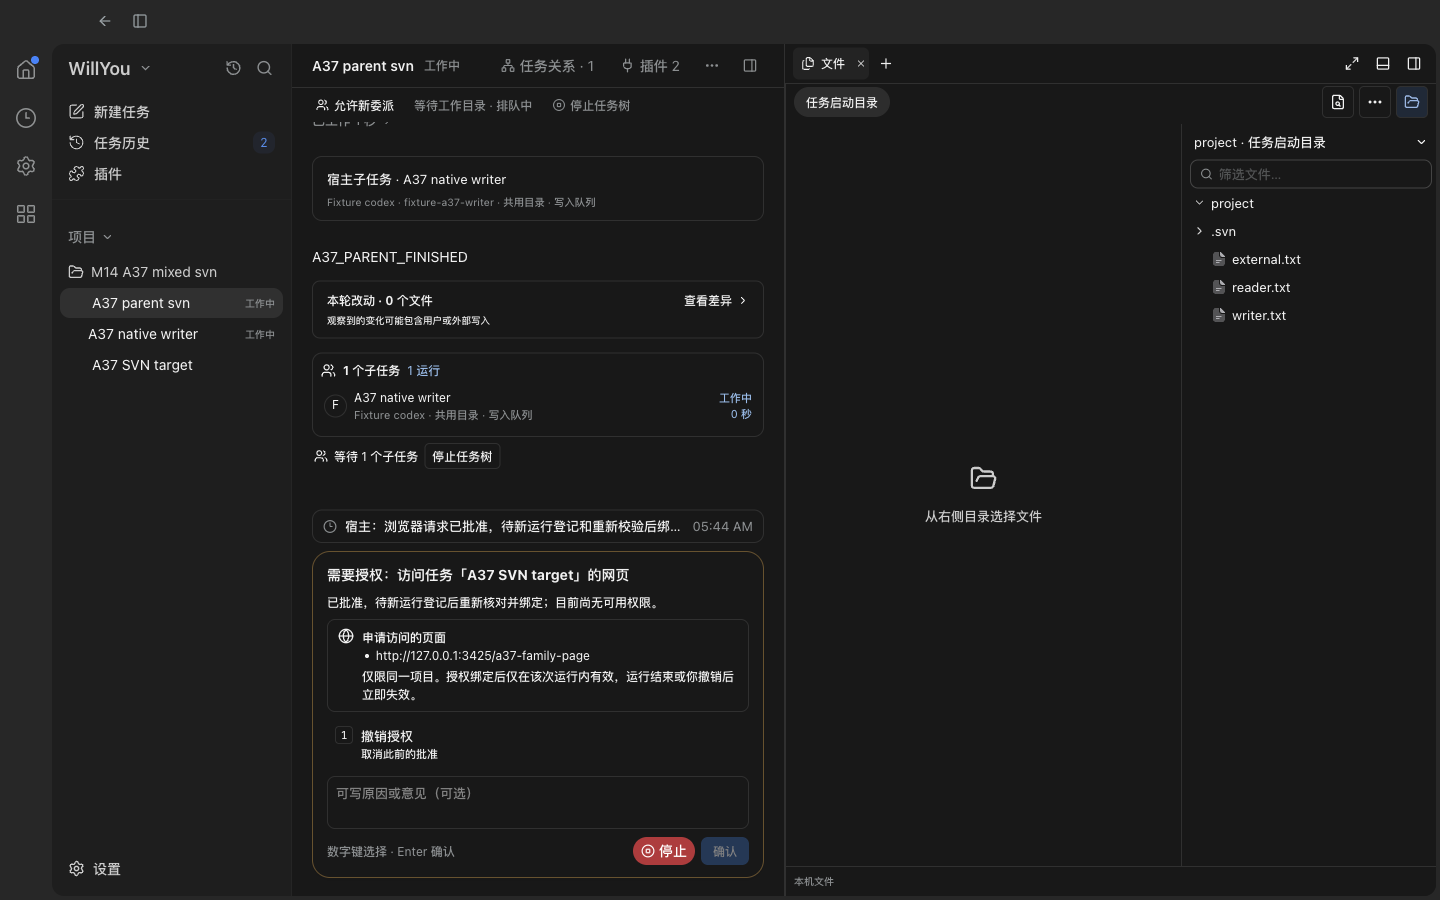 WillYou
新建任务
任务历史
2
插件
项目
M14 A37 mixed svn
A37 parent svn
工作中
A37 native writer
工作中
A37 SVN target
设置
A37 parent svn
工作中
任务关系 · 1
插件 2
允许新委派
等待工作目录 · 排队中
停止任务树
宿主子任务 · A37 native writer
Fixture codex · fixture-a37-writer · 共用目录 · 写入队列
A37_PARENT_FINISHED
本轮改动 · 0 个文件
查看差异
观察到的变化可能包含用户或外部写入
1 个子任务
1 运行
F
A37 native writer
Fixture codex · 共用目录 · 写入队列
工作中
0 秒
等待 1 个子任务
停止任务树
宿主：浏览器请求已批准，待新运行登记和重新校验后绑...
05:44 AM
需要授权：访问任务「A37 SVN target」的网页
已批准，待新运行登记后重新核对并绑定；目前尚无可用权限。
申请访问的页面
• http://127.0.0.1:3425/a37-family-page
仅限同一项目。授权绑定后仅在该次运行内有效，运行结束或你撤销后
立即失效。
1
撤销授权
取消此前的批准
可写原因或意见（可选）
数字键选择 · Enter 确认
停止
确认
文件
任务启动目录
从右侧目录选择文件
project · 任务启动目录
筛选文件...
project
.svn
external.txt
reader.txt
writer.txt
本机文件